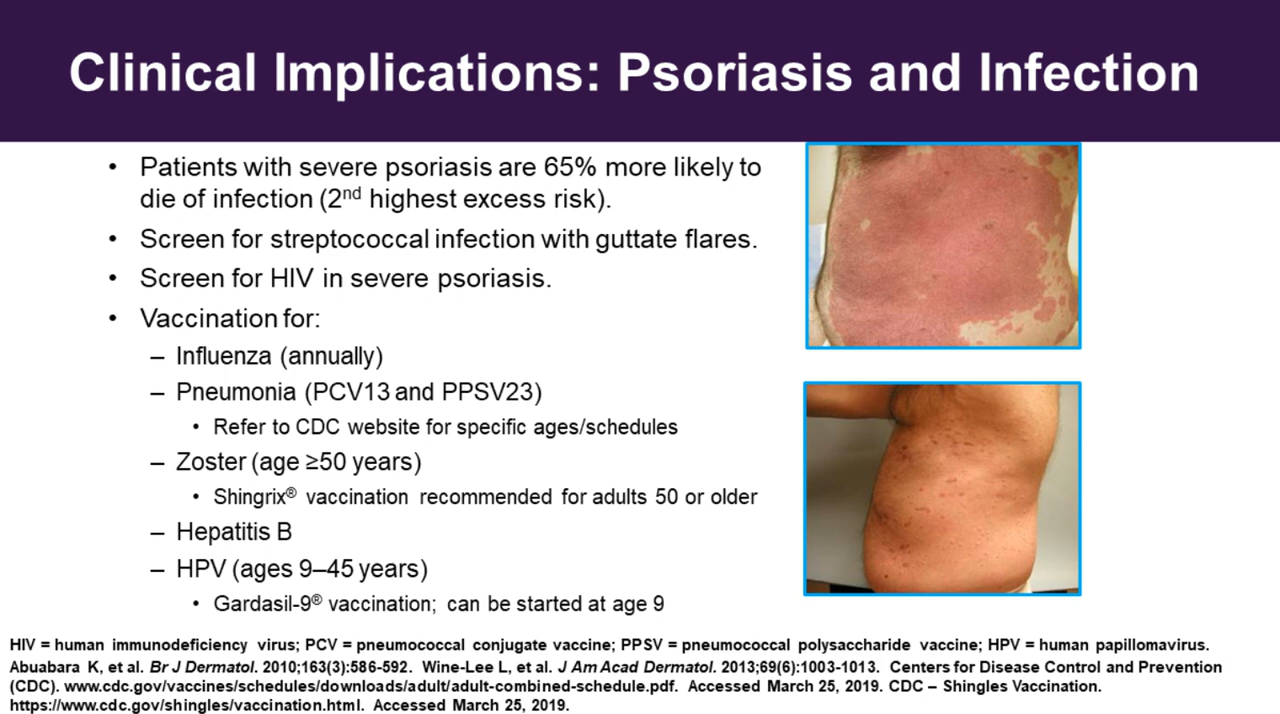 Clinical Implications: Psoriasis and Infection
• Patients with severe psoriasis are 65% more likely to
die of infection (2nd highest excess risk).
• Screen for streptococcal infection with guttate flares.
• Screen for HIV in severe psoriasis.
• Vaccination for:
– Influenza (annually)
– Pneumonia (PCV13 and PPSV23)
• Refer to CDC website for specific ages/schedules
– Zoster (age ≥50 years)
• Shingrix® vaccination recommended for adults 50 or older
– Hepatitis B
– HPV (ages 9–45 years)
• Gardasil-9® vaccination; can be started at age 9
HIV = human immunodeficiency virus; PCV = pneumococcal conjugate vaccine; PPSV = pneumococcal polysaccharide vaccine; HPV = human papillomavirus.
Abuabara K, et al. Br J Dermatol. 2010;163(3):586-592. Wine-Lee L, et al. J Am Acad Dermatol. 2013;69(6):1003-1013. Centers for Disease Control and Prevention
(CDC). www.cdc.gov/vaccines/schedules/downloads/adult/adult-combined-schedule.pdf. Accessed March 25, 2019. CDC – Shingles Vaccination.
https://www.cdc.gov/shingles/vaccination.html. Accessed March 25, 2019.